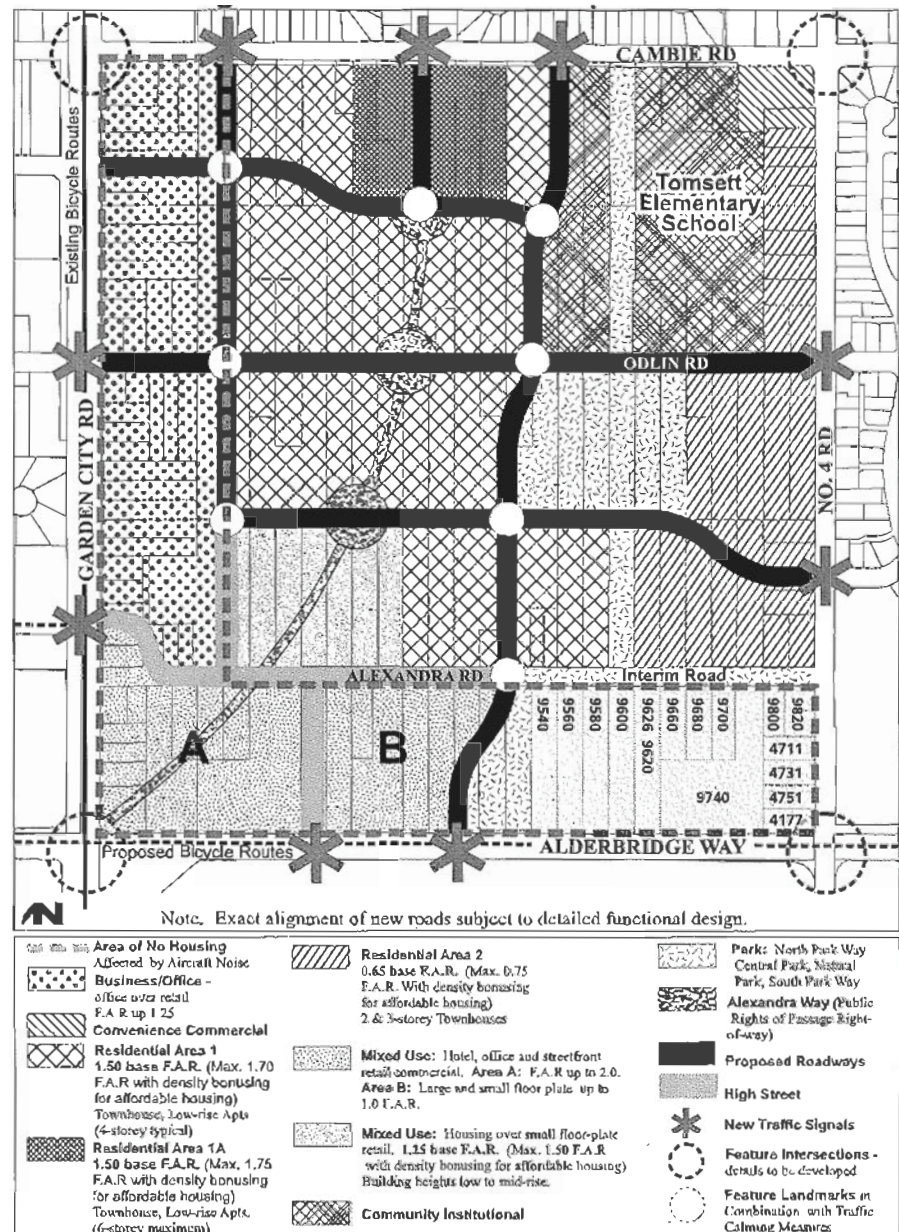 CAMBIE RD
Existing Bicycle Routes
Tomsett
Elementary
School
ODLIN RD
GARDEN CITY RD
NO. 4 RD
ALEXANDRA RD
Interim Road
A
B
9540
9560
9580
9600
9626
9620
9660
9680
9700
9740
9800
9820
4711
4731
4751
4177
Proposed Bicycle Routes
ALDERBRIDGE WAY
N
Note. Exact alignment of new roads subject to detailed functional design.
Area of No Housing
Affected by Aircraft Noise
Business/Office -
office over retail
F.A.R up 1 25
Convenience Commercial
Residential Area 1
1.50 base F.A.R. (Max. 1.70
F.A.R with density bonusing
for affordable housing)
Townhouse, Low-rise Apts
(4-storey typical)
Residential Area 1A
1.50 base F.A.R. (Max. 1.75
F.A.R with density bonusing
for affordable housing)
Townhouse, Low-rise Apts.
(6-storey maximum)
Residential Area 2
0.65 base F.A.R. (Max. 0.75
F.A.R. With density bonusing
for affordable housing)
2 & 3-storey Townhouses
Mixed Use: Hotel, office and streetfront
retail/commercial. Area A: F.A.R up to 2.0.
Area B: Large and small floor plate up to
1.0 F.A.R.
Mixed Use: Housing over small floor-plate
retail. 1.25 base F.A.R. (Max. 1.50 F.A.R
with density bonusing for affordable housing)
Building heights low to mid-rise.
Community Institutional
Park: North Park Way
Central Park, Natural
Park, South Park Way
Alexandra Way (Public
Rights of Passage Right-
of-way)
Proposed Roadways
High Street
New Traffic Signals
Feature Intersections -
details to be developed
Feature Landmarks in
Combination with Traffic
Calming Measures